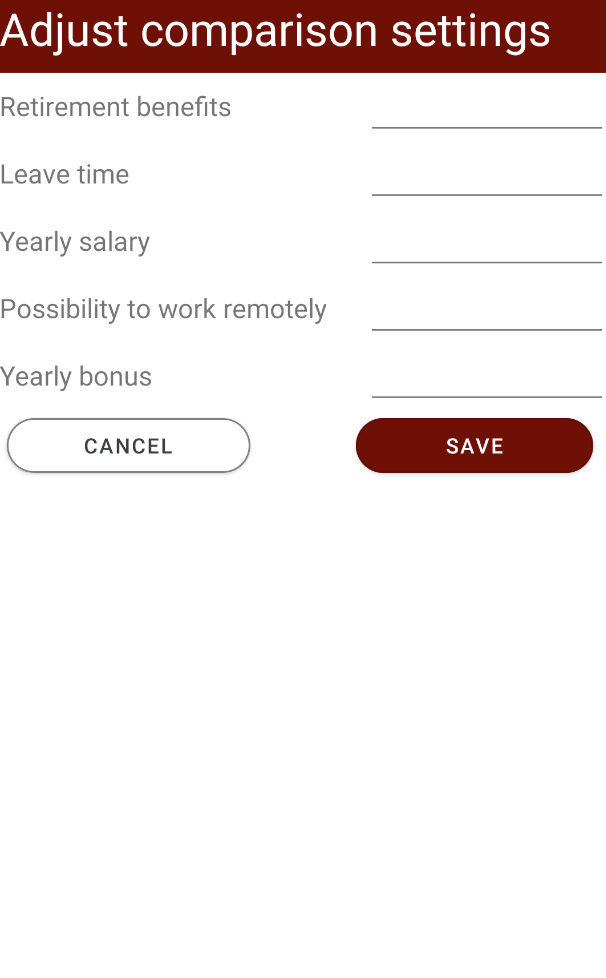 Adjust comparison settings
Retirement benefits
Leave time
Yearly salary
Possibility to work remotely
Yearly bonus
CANCEL SAVE